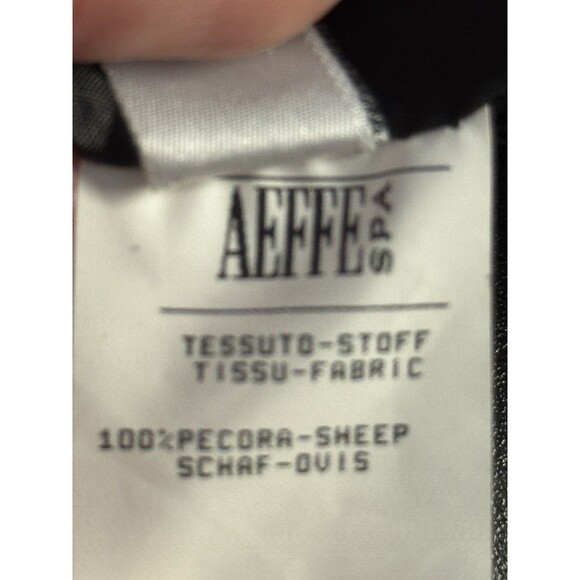 AEFFE SPA
TESSUTO-STOFF
TISSU-FABRIC
100%PECORA-SHEEP
SCHAF-OVIS